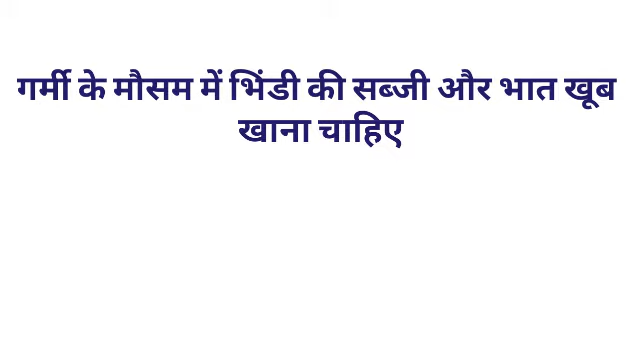 गर्मी के मौसम में भिंडी की सब्जी और भात खूब
खाना चाहिए